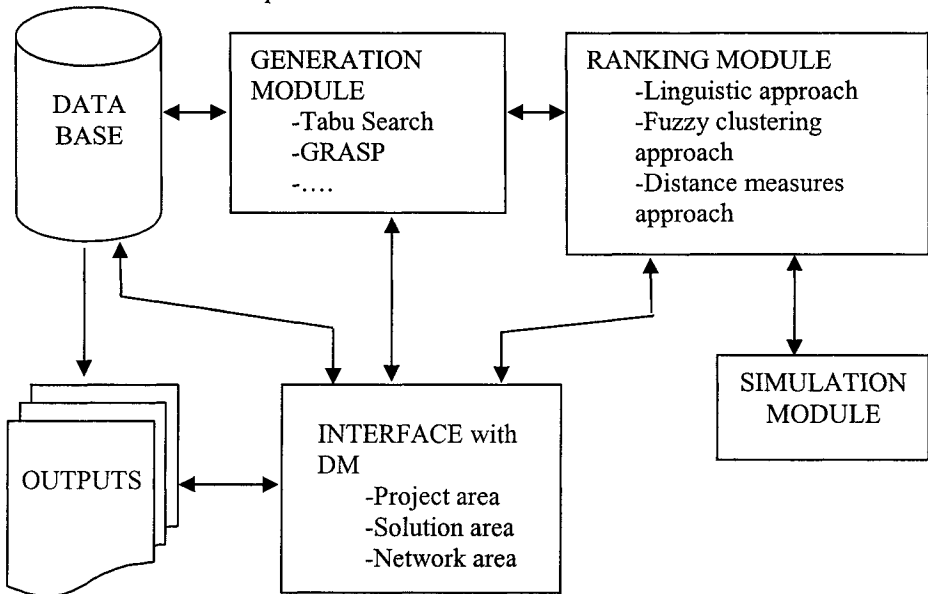 DATA
BASE
GENERATION
MODULE
-Tabu Search
-GRASP
-....
RANKING MODULE
-Linguistic approach
-Fuzzy clustering
approach
-Distance measures
approach
OUTPUTS
INTERFACE with
DM
-Project area
-Solution area
-Network area
SIMULATION
MODULE